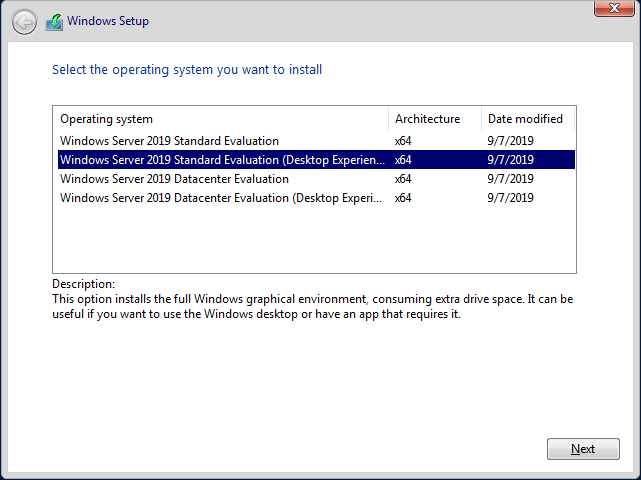 Windows Setup
Select the operating system you want to install
Operating system Architecture Date modified
Windows Server 2019 Standard Evaluation x64 9/7/2019
Windows Server 2019 Standard Evaluation (Desktop Experien... x64 9/7/2019
Windows Server 2019 Datacenter Evaluation x64 9/7/2019
Windows Server 2019 Datacenter Evaluation (Desktop Experi... x64 9/7/2019
Description:
This option installs the full Windows graphical environment, consuming extra drive space. It can be
useful if you want to use the Windows desktop or have an app that requires it.
Next